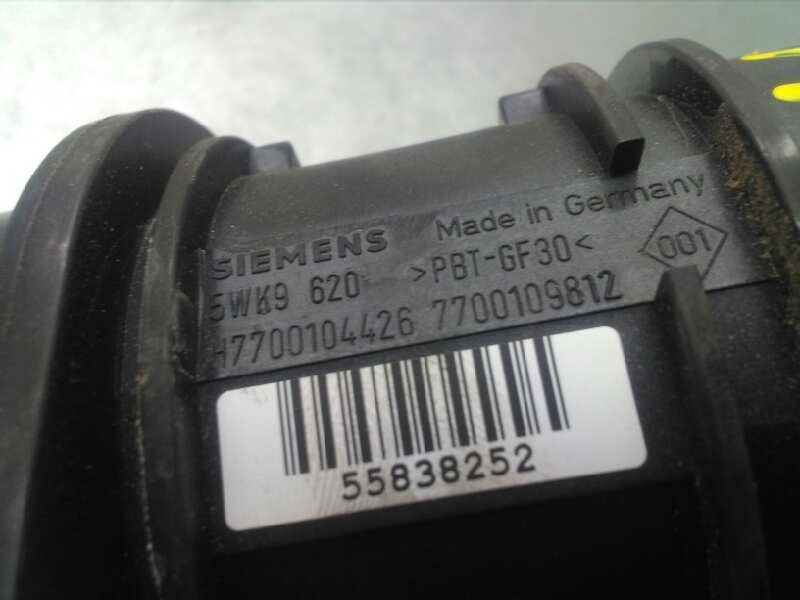 SIEMENS Made in Germany
5WK9 620 >PBT-GF30< 001
H7700104426 7700109812
55838252